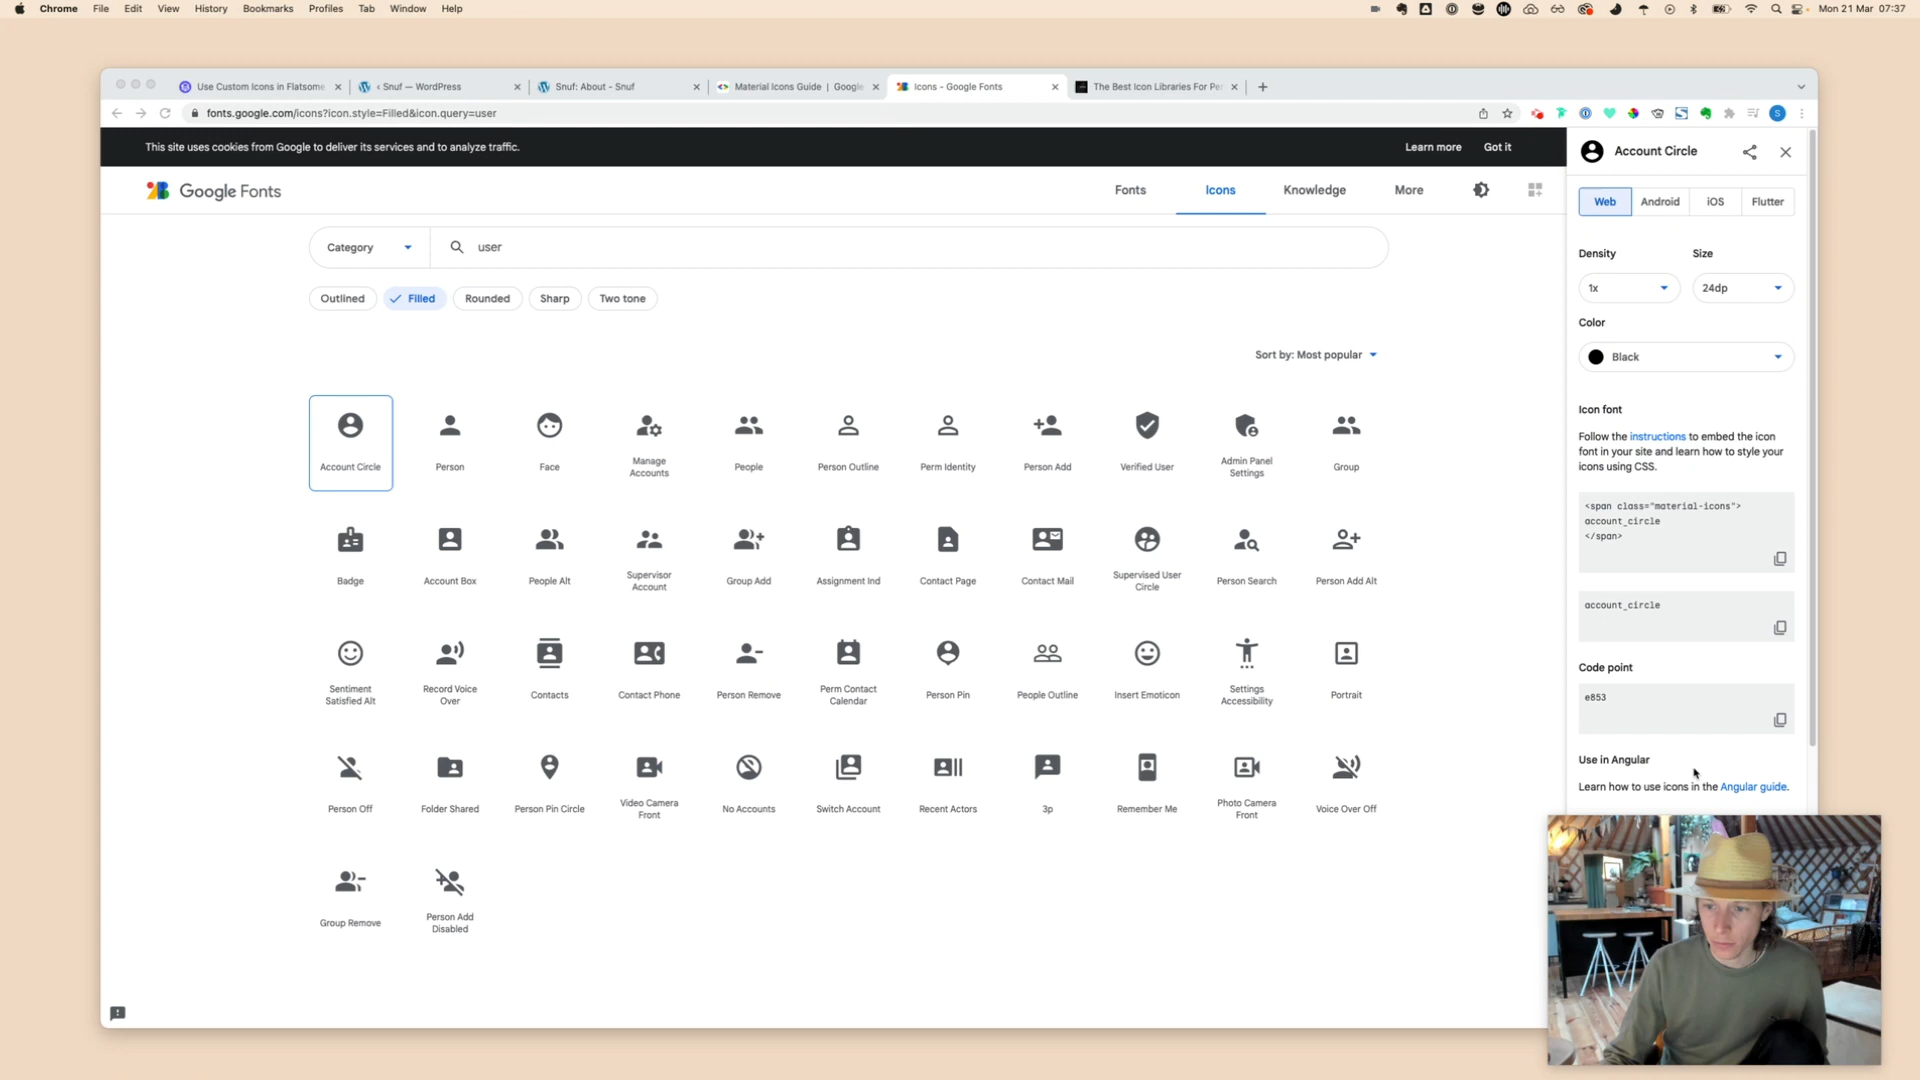 Chrome File Edit View History Bookmarks Profiles Tab Window Help
Mon 21 Mar 07:37
Use Custom Icons in Flatsome
‹ Snuf — WordPress
Snuf: About - Snuf
Material Icons Guide | Google
Icons - Google Fonts
The Best Icon Libraries For Per
fonts.google.com/icons?icon.style=Filled&icon.query=user
S
This site uses cookies from Google to deliver its services and to analyze traffic.
Learn more
Got it
Google Fonts
Fonts
Icons
Knowledge
More
Category
user
Outlined
Filled
Rounded
Sharp
Two tone
Sort by: Most popular
Account Circle
Person
Face
Manage
Accounts
People
Person Outline
Perm Identity
Person Add
Verified User
Admin Panel
Settings
Group
Badge
Account Box
People Alt
Supervisor
Account
Group Add
Assignment Ind
Contact Page
Contact Mail
Supervised User
Circle
Person Search
Person Add Alt
Sentiment
Satisfied Alt
Record Voice
Over
Contacts
Contact Phone
Person Remove
Perm Contact
Calendar
Person Pin
People Outline
Insert Emoticon
Settings
Accessibility
Portrait
Person Off
Folder Shared
Person Pin Circle
Video Camera
Front
No Accounts
Switch Account
Recent Actors
3p
Remember Me
Photo Camera
Front
Voice Over Off
Group Remove
Person Add
Disabled
Account Circle
Web
Android
iOS
Flutter
Density
Size
1x
24dp
Color
Black
Icon font
Follow the instructions to embed the icon
font in your site and learn how to style your
icons using CSS.
<span class="material-icons">
account_circle
</span>
account_circle
Code point
e853
Use in Angular
Learn how to use icons in the Angular guide.